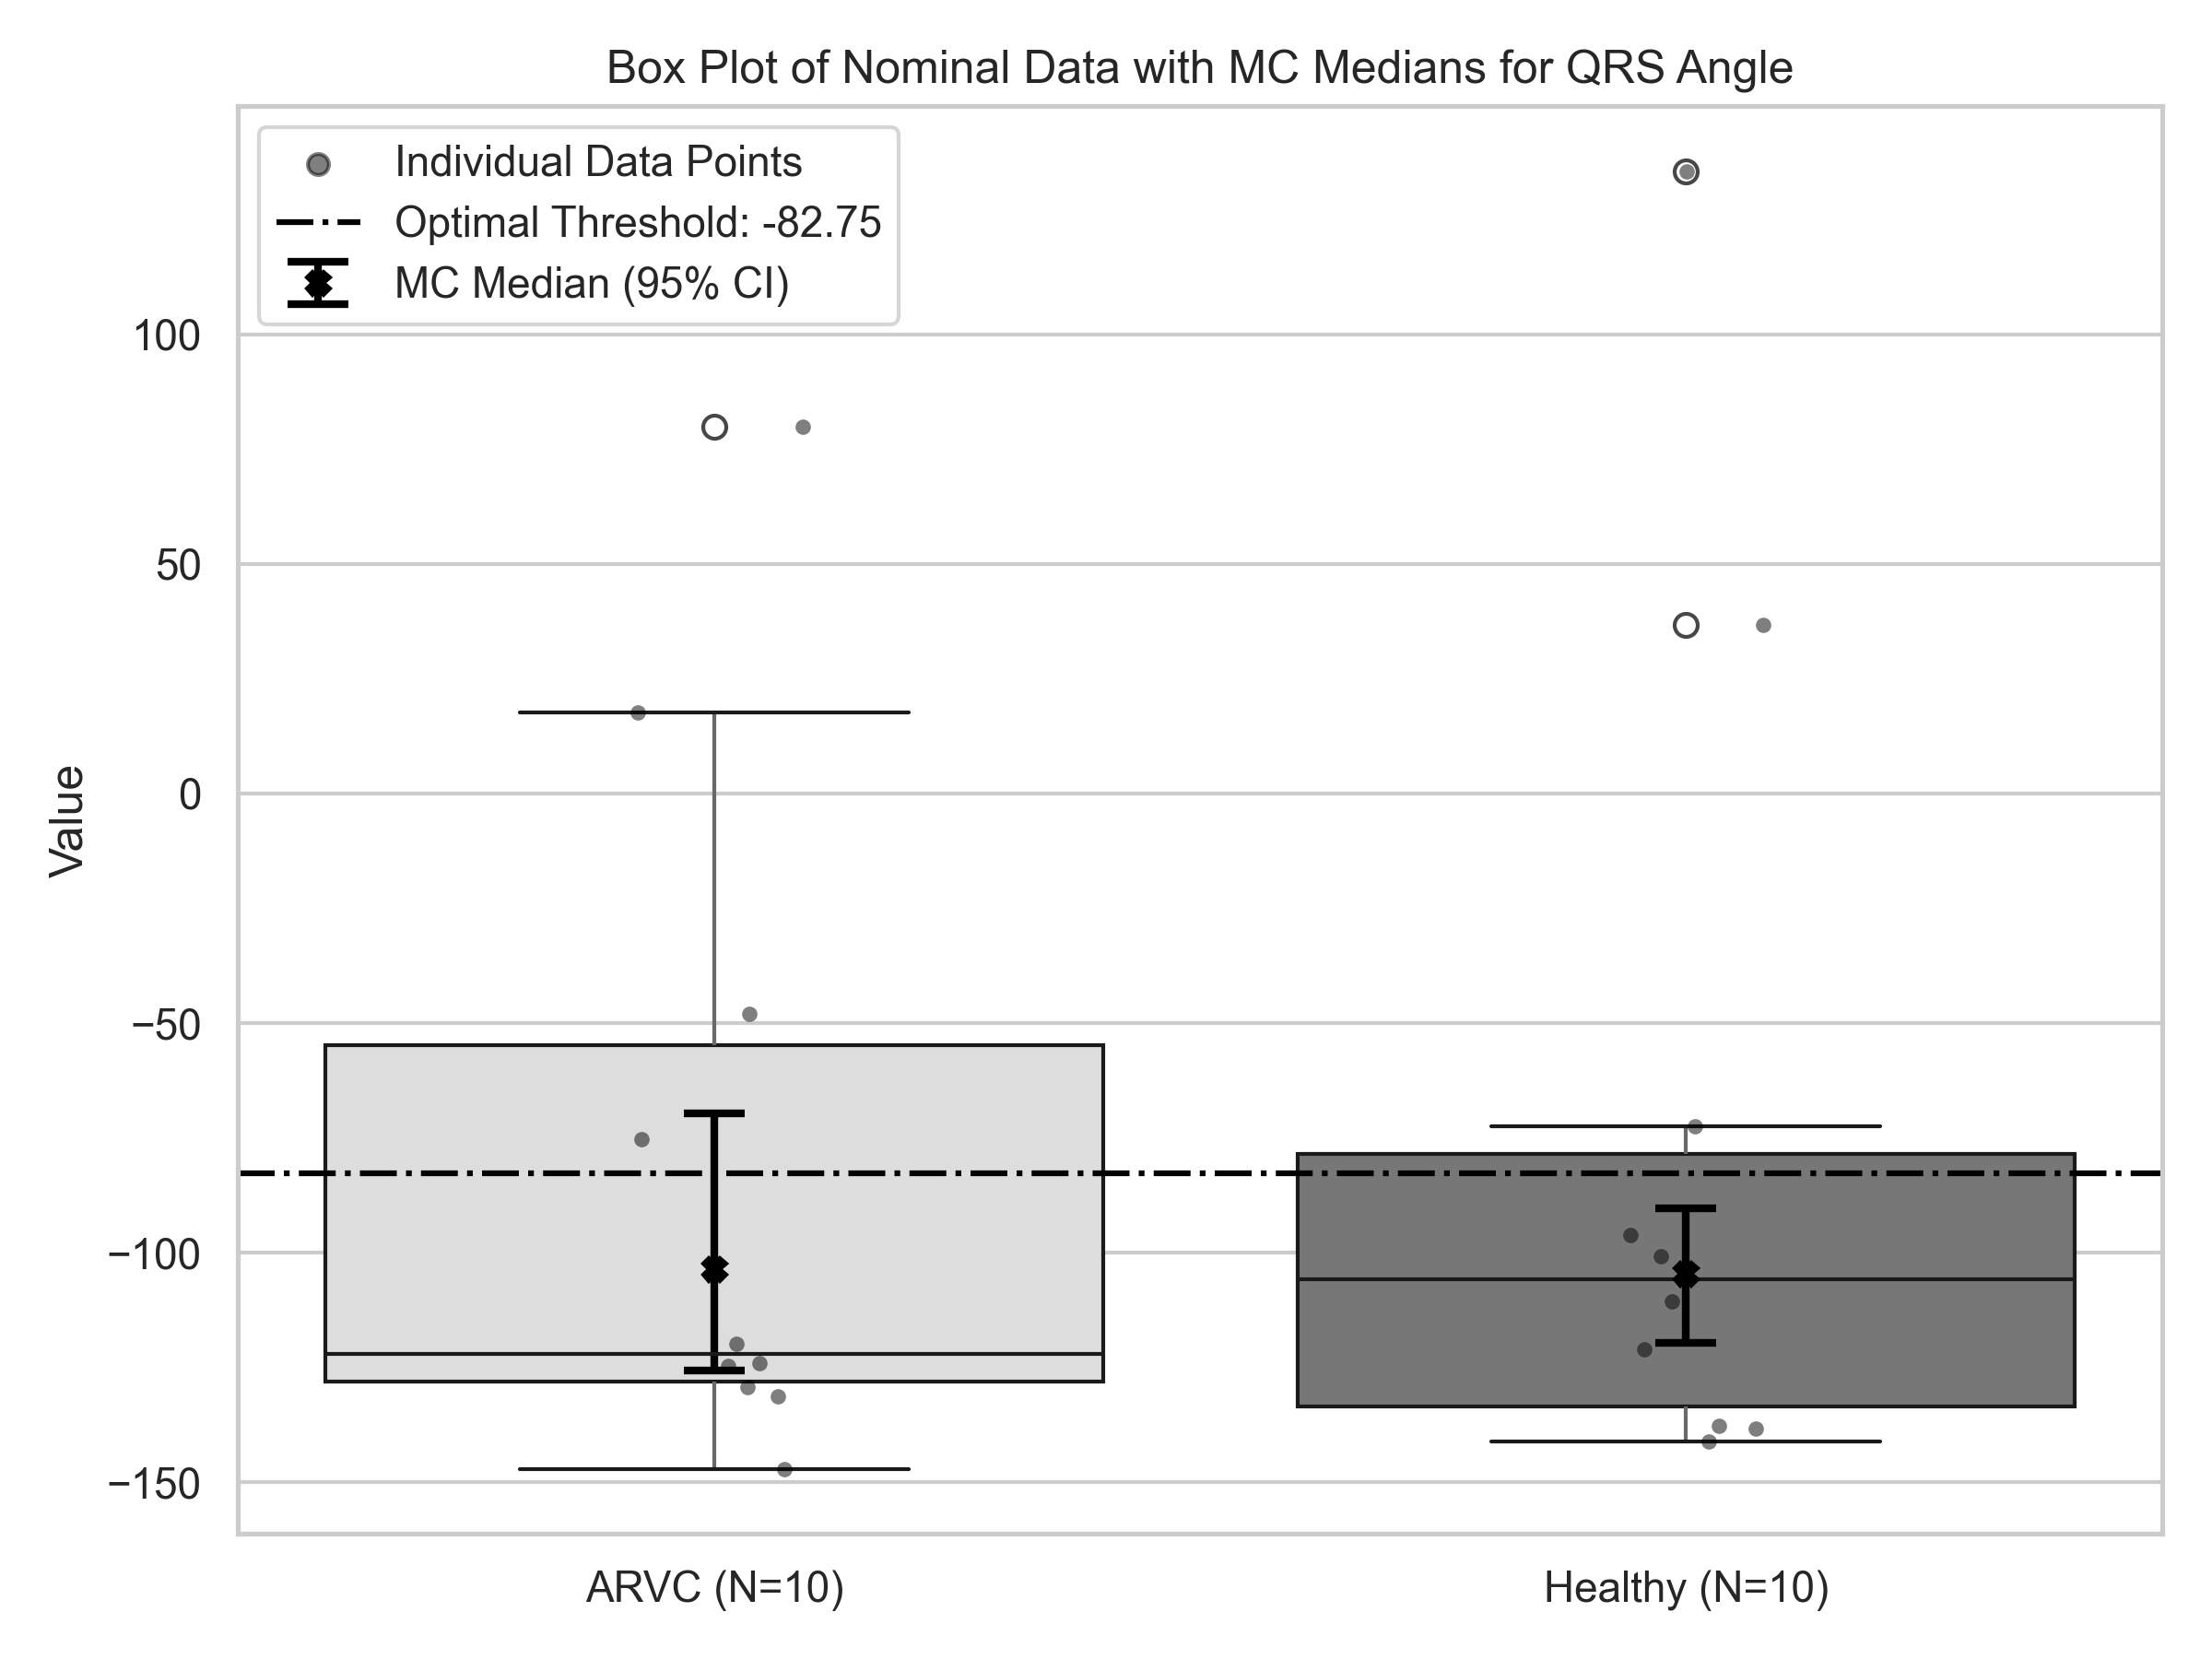 Box Plot of Nominal Data with MC Medians for QRS Angle
Individual Data Points
Optimal Threshold: -82.75
MC Median (95% CI)
100
50
0
−50
−100
−150
Value
ARVC (N=10)
Healthy (N=10)